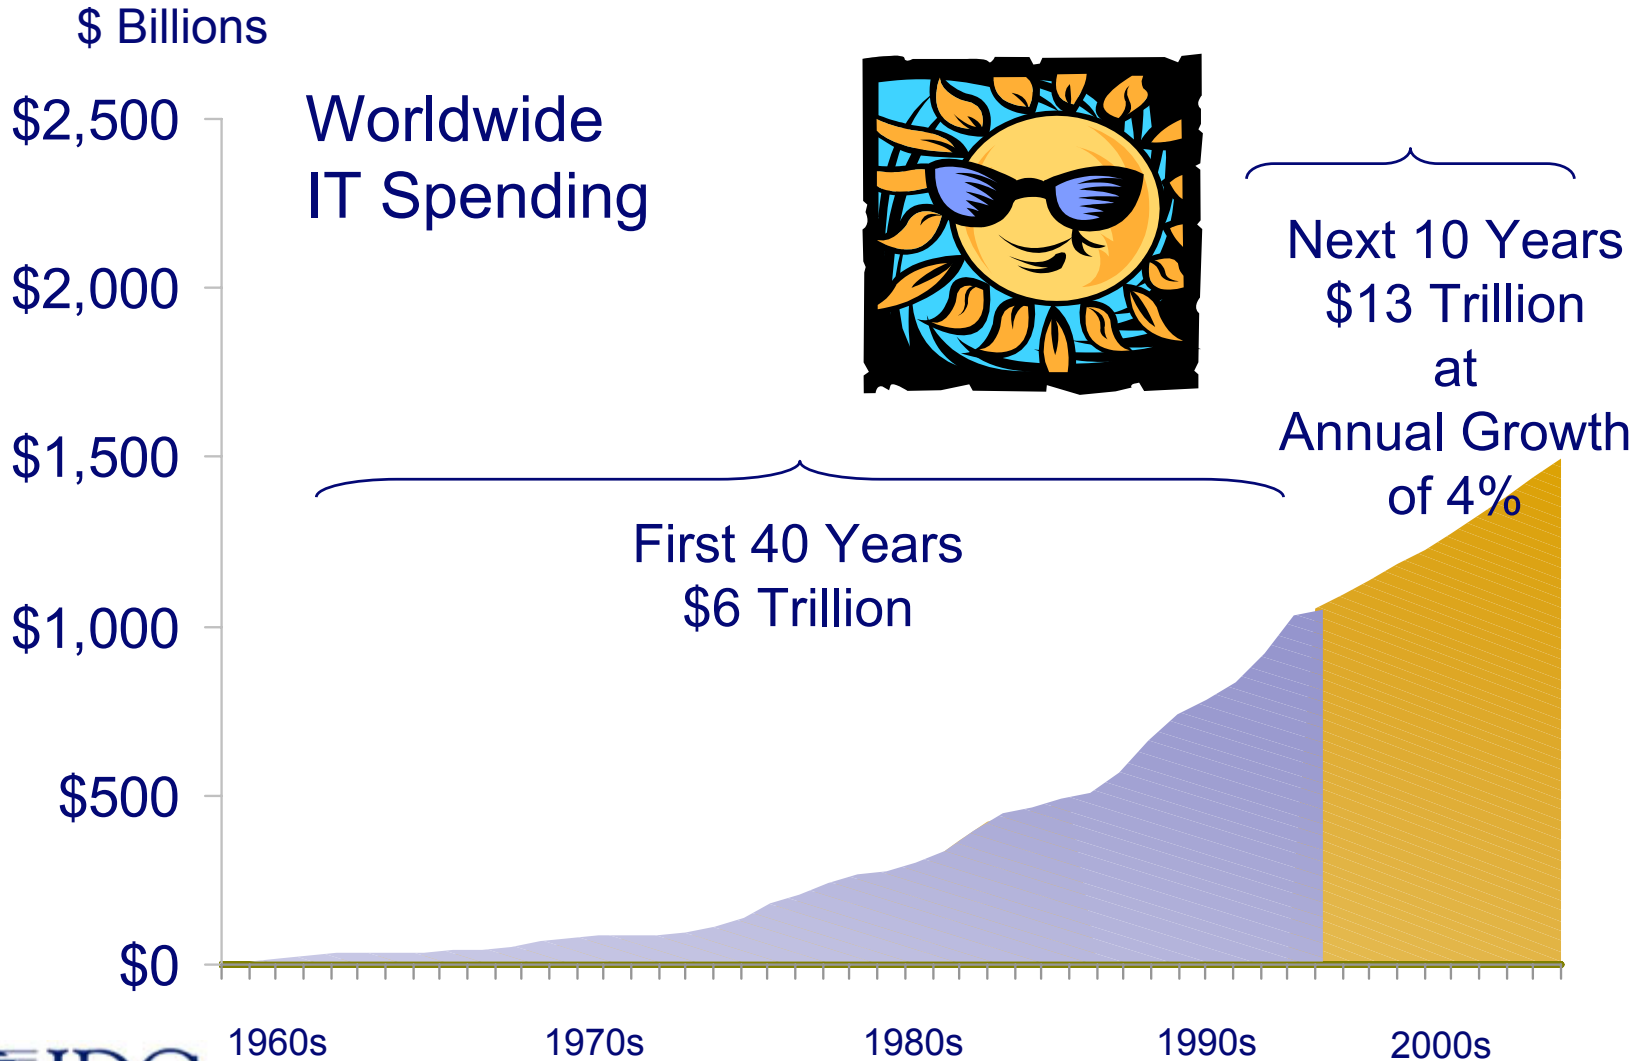 $ Billions
$2,500
Worldwide
IT Spending
$2,000
Next 10 Years
$13 Trillion
at
Annual Growth
of 4%
$1,500
First 40 Years
$6 Trillion
$1,000
$500
$0
1960s 1970s 1980s 1990s 2000s